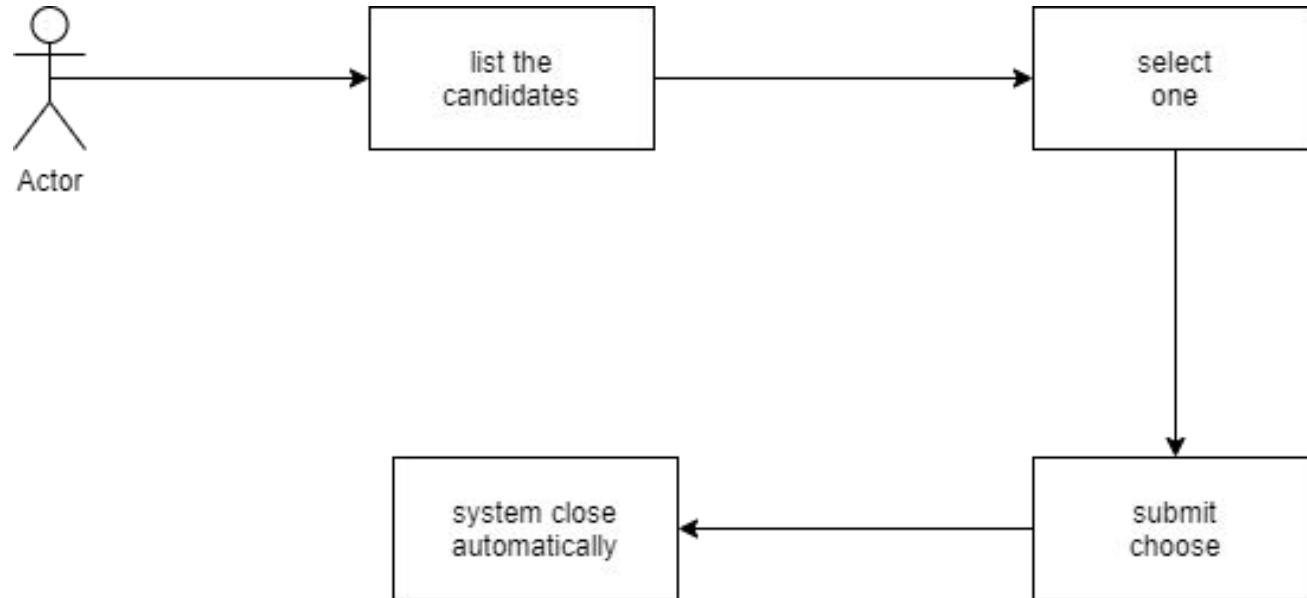 list the
candidates
select
one
Actor
submit
choose
system close
automatically